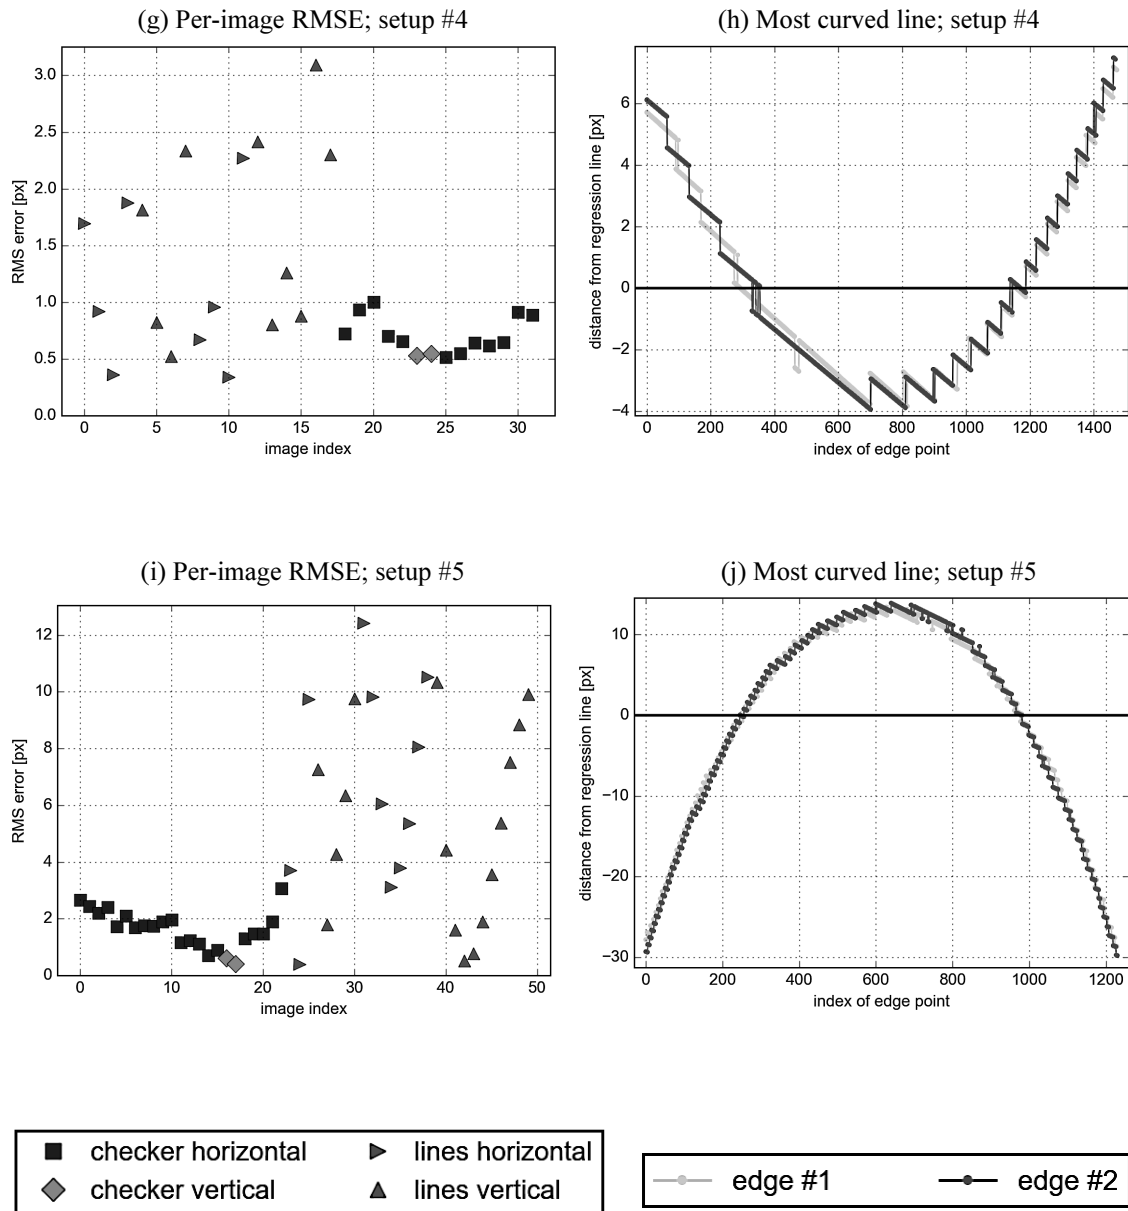 (g) Per-image RMSE; setup #4
RMS error [px]
3.0
2.5
2.0
1.5
1.0
0.5
0.0
0 5 10 15 20 25 30
image index
(h) Most curved line; setup #4
distance from regression line [px]
6
4
2
0
−2
−4
0 200 400 600 800 1000 1200 1400
index of edge point
(i) Per-image RMSE; setup #5
RMS error [px]
12
10
8
6
4
2
0
0 10 20 30 40 50
image index
(j) Most curved line; setup #5
distance from regression line [px]
10
0
−10
−20
−30
0 200 400 600 800 1000 1200
index of edge point
checker horizontal
lines horizontal
checker vertical
lines vertical
edge #1
edge #2